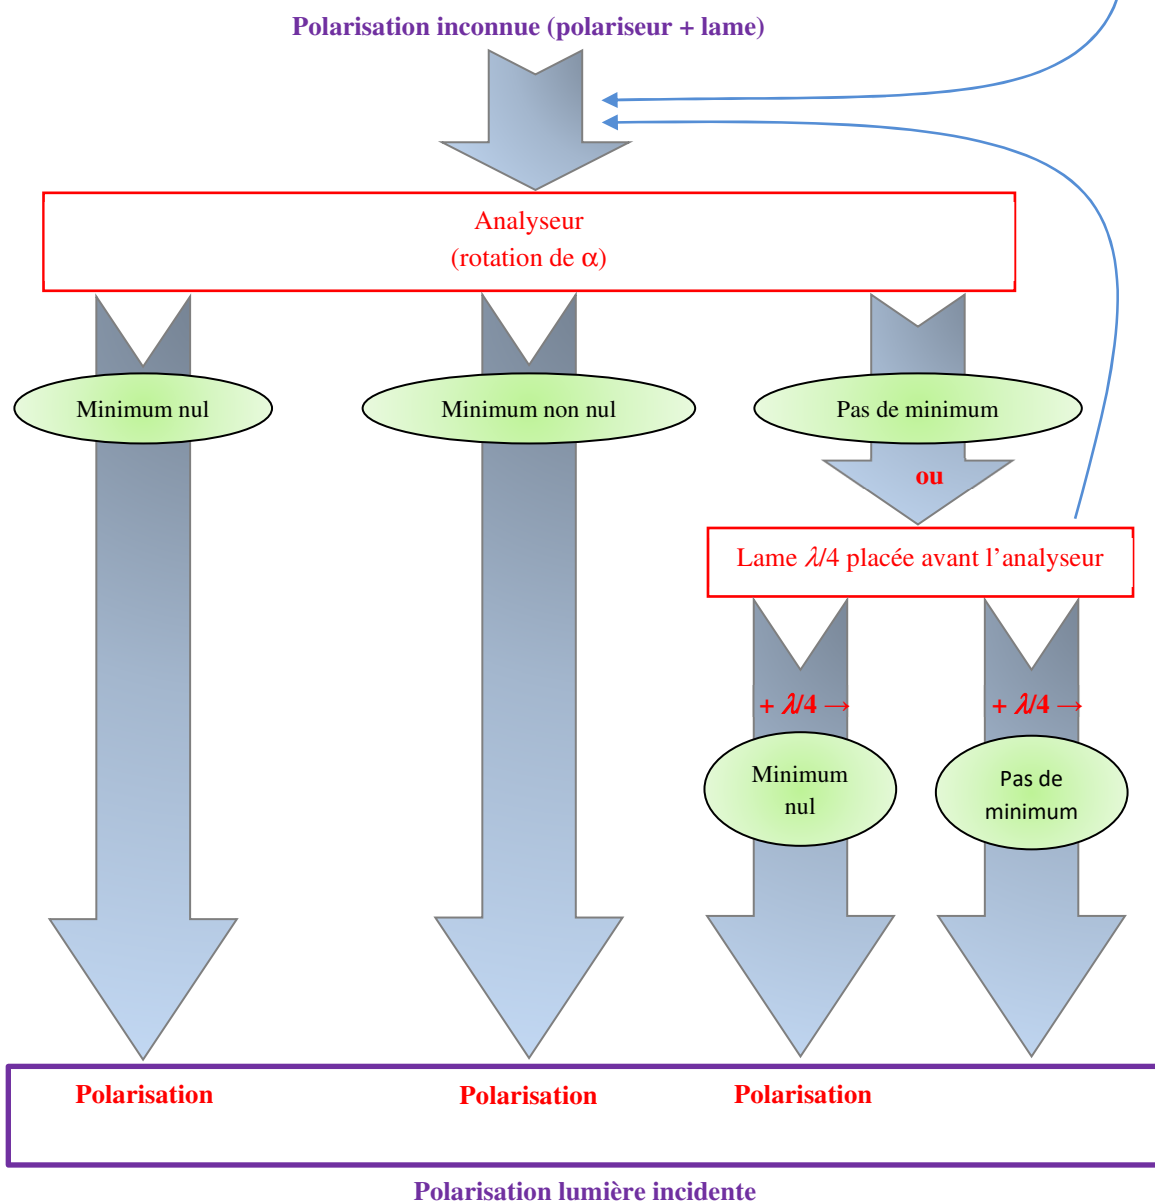 Polarisation inconnue (polariseur + lame)
Analyseur
(rotation de α)
Minimum nul
Minimum non nul
Pas de minimum
ou
Lame λ/4 placée avant l’analyseur
+ λ/4 →
+ λ/4 →
Minimum
nul
Pas de
minimum
Polarisation
Polarisation
Polarisation
Polarisation lumière incidente